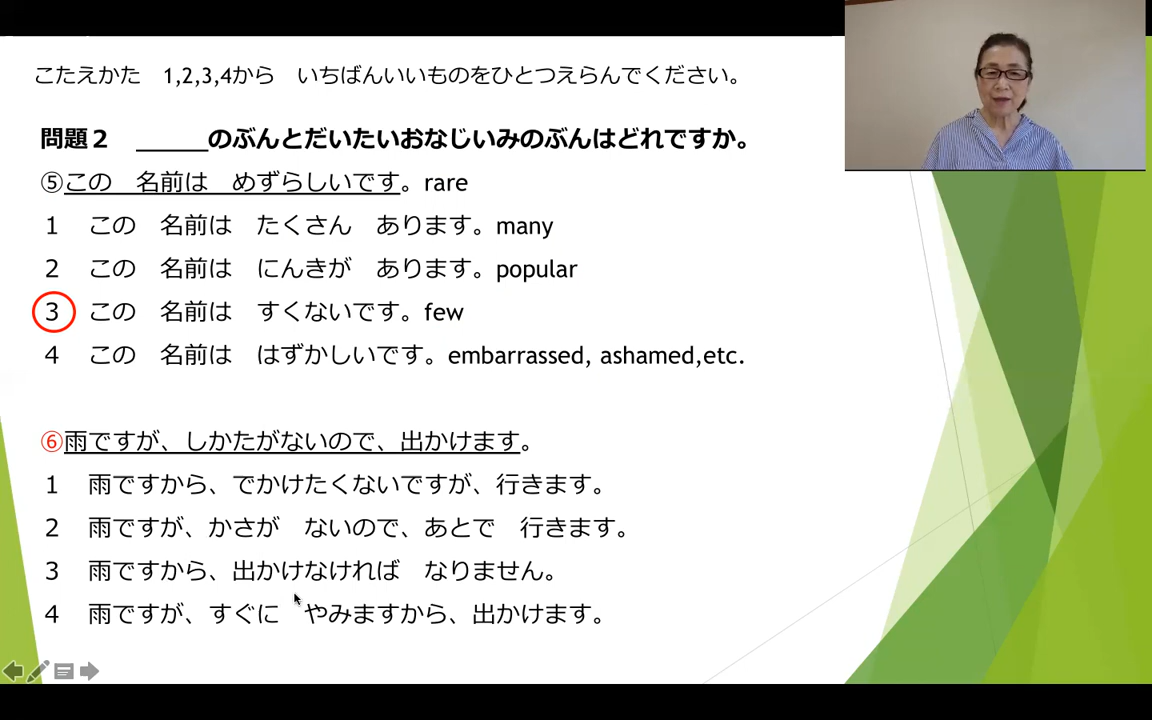 こたえかた　1,2,3,4から　いちばんいいものをひとつえらんでください。
問題２　______のぶんとだいたいおなじいみのぶんはどれですか。
⑤この　名前は　めずらしいです。rare
1　この　名前は　たくさん　あります。many
2　この　名前は　にんきが　あります。popular
3　この　名前は　すくないです。few
4　この　名前は　はずかしいです。embarrassed, ashamed,etc.
⑥雨ですが、しかたがないので、出かけます。
1　雨ですから、でかけたくないですが、行きます。
2　雨ですが、かさが　ないので、あとで　行きます。
3　雨ですから、出かけなければ　なりません。
4　雨ですが、すぐに　やみますから、出かけます。